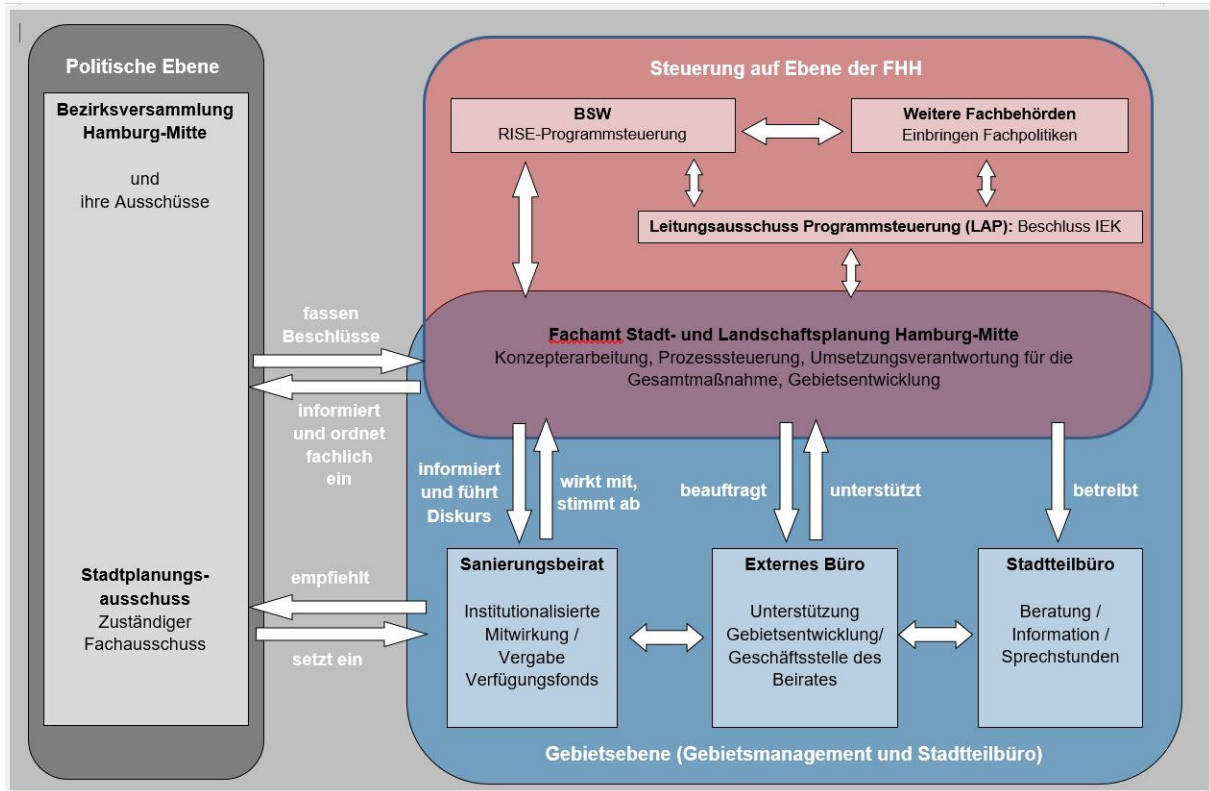 Politische Ebene
Bezirksversammlung
Hamburg-Mitte
und
ihre Ausschüsse
Stadtplanungs-
ausschuss
Zuständiger
Fachausschuss
fassen
Beschlüsse
informiert
und ordnet
fachlich
ein
empfiehlt
setzt ein
Steuerung auf Ebene der FHH
BSW
RISE-Programmsteuerung
Weitere Fachbehörden
Einbringen Fachpolitiken
Leitungsausschuss Programmsteuerung (LAP): Beschluss IEK
Fachamt Stadt- und Landschaftsplanung Hamburg-Mitte
Konzepterarbeitung, Prozesssteuerung, Umsetzungsverantwortung für die
Gesamtmaßnahme, Gebietsentwicklung
informiert
und führt
Diskurs
wirkt mit,
stimmt ab
beauftragt
unterstützt
betreibt
Sanierungsbeirat
Institutionalisierte
Mitwirkung /
Vergabe
Verfügungsfonds
Externes Büro
Unterstützung
Gebietsentwicklung/
Geschäftsstelle des
Beirates
Stadtteilbüro
Beratung /
Information /
Sprechstunden
Gebietsebene (Gebietsmanagement und Stadtteilbüro)